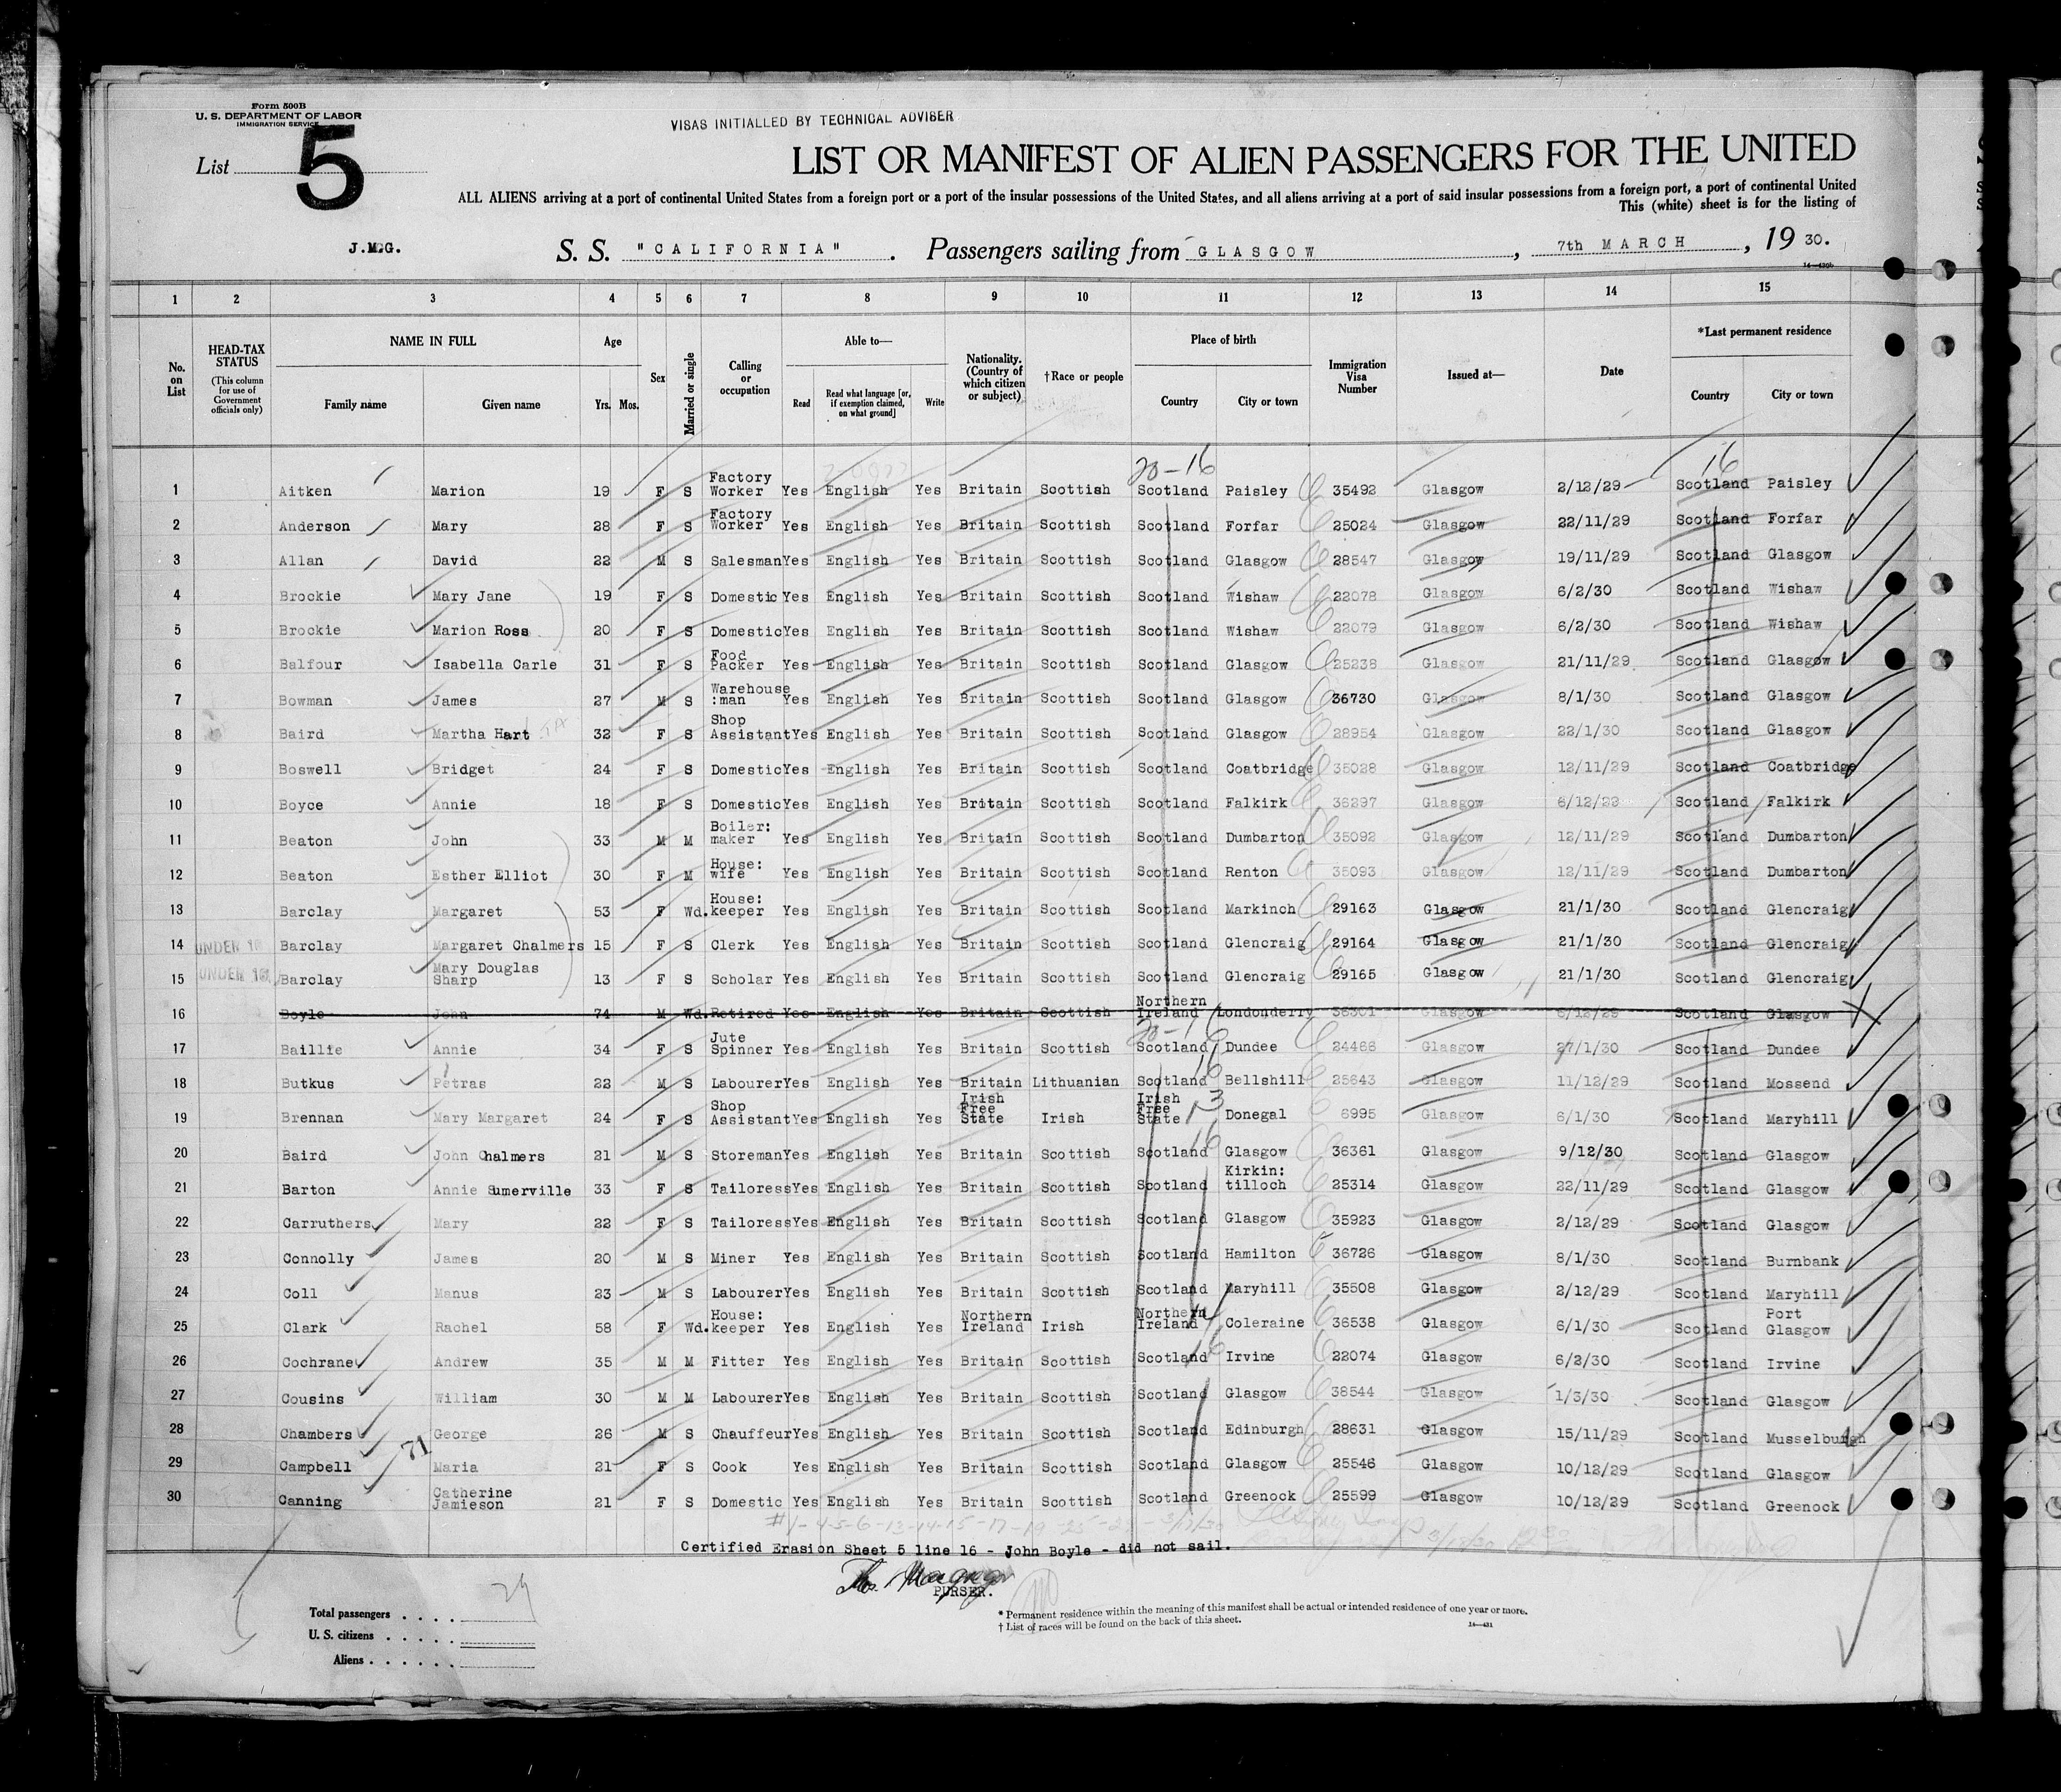 Form 500B
U. S. DEPARTMENT OF LABOR
IMMIGRATION SERVICE
VISAS INITIALLED BY TECHNICAL ADVISER
List 5
LIST OR MANIFEST OF ALIEN PASSENGERS FOR THE UNITED
ALL ALIENS arriving at a port of continental United States from a foreign port or a port of the insular possessions of the United States, and all aliens arriving at a port of said insular possessions from a foreign port, a port of continental United
This (white) sheet is for the listing of
J.M.G. S. S. "CALIFORNIA". Passengers sailing from GLASGOW, 7th MARCH, 1930.
1 2 3 4 5 6 7 8 9 10 11 12 13 14 15
No. on List HEAD-TAX STATUS (This column for use of Government officials only) NAME IN FULL Family name Given name Age Yrs. Mos. Sex Married or single Calling or occupation Able to— Read Read what language [or, if exemption claimed, on what ground] Write Nationality. (Country of which citizen or subject) †Race or people Place of birth Country City or town Immigration Visa Number Issued at— Date *Last permanent residence Country City or town
20-16 16
1 Aitken Marion 19 F S Factory Worker Yes English Yes Britain Scottish Scotland Paisley 35492 Glasgow 2/12/29 Scotland Paisley
2 Anderson Mary 28 F S Factory Worker Yes English Yes Britain Scottish Scotland Forfar 25024 Glasgow 22/11/29 Scotland Forfar
3 Allan David 22 M S Salesman Yes English Yes Britain Scottish Scotland Glasgow 28547 Glasgow 19/11/29 Scotland Glasgow
4 Brockie Mary Jane 19 F S Domestic Yes English Yes Britain Scottish Scotland Wishaw 22078 Glasgow 6/2/30 Scotland Wishaw
5 Brockie Marion Ross 20 F S Domestic Yes English Yes Britain Scottish Scotland Wishaw 22079 Glasgow 6/2/30 Scotland Wishaw
6 Balfour Isabella Carle 31 F S Food Packer Yes English Yes Britain Scottish Scotland Glasgow 25238 Glasgow 21/11/29 Scotland Glasgow
7 Bowman James 27 M S Warehouse :man Yes English Yes Britain Scottish Scotland Glasgow 36730 Glasgow 8/1/30 Scotland Glasgow
8 Baird Martha Hart 32 F S Shop Assistant Yes English Yes Britain Scottish Scotland Glasgow 28954 Glasgow 22/1/30 Scotland Glasgow
9 Boswell Bridget 24 F S Domestic Yes English Yes Britain Scottish Scotland Coatbridge 35028 Glasgow 12/11/29 Scotland Coatbridge
10 Boyce Annie 18 F S Domestic Yes English Yes Britain Scottish Scotland Falkirk 36297 Glasgow 6/12/29 Scotland Falkirk
11 Beaton John 33 M M Boiler: maker Yes English Yes Britain Scottish Scotland Dumbarton 35092 Glasgow 12/11/29 Scotland Dumbarton
12 Beaton Esther Elliot 30 F M House: wife Yes English Yes Britain Scottish Scotland Renton 35093 Glasgow 12/11/29 Scotland Dumbarton
13 Barclay Margaret 53 F Wd. House: keeper Yes English Yes Britain Scottish Scotland Markinch 29163 Glasgow 21/1/30 Scotland Glencraig
14 UNDER 16 Barclay Margaret Chalmers 15 F S Clerk Yes English Yes Britain Scottish Scotland Glencraig 29164 Glasgow 21/1/30 Scotland Glencraig
15 UNDER 16 Barclay Mary Douglas Sharp 13 F S Scholar Yes English Yes Britain Scottish Scotland Glencraig 29165 Glasgow 21/1/30 Scotland Glencraig
16 Boyle John 74 M Wd. Retired Yes English Yes Britain Scottish Northern Ireland Londonderry 36301 Glasgow 6/12/29 Scotland Glasgow
17 Baillie Annie 34 F S Jute Spinner Yes English Yes Britain Scottish 20-16 Scotland Dundee 24466 Glasgow 27/1/30 Scotland Dundee
18 Butkus Petras 22 M S Labourer Yes English Yes Britain Lithuanian Scotland 16 Bellshill 25643 Glasgow 11/12/29 Scotland Mossend
19 Brennan Mary Margaret 24 F S Shop Assistant Yes English Yes Irish Free State Irish Irish Free State 13 Donegal 6995 Glasgow 6/1/30 Scotland Maryhill
20 Baird John Chalmers 21 M S Storeman Yes English Yes Britain Scottish Scotland 16 Glasgow 36361 Glasgow 9/12/30 Scotland Glasgow
21 Barton Annie Sumerville 33 F S Tailoress Yes English Yes Britain Scottish Scotland Kirkin: tilloch 25314 Glasgow 22/11/29 Scotland Glasgow
22 Carruthers Mary 22 F S Tailoress Yes English Yes Britain Scottish Scotland Glasgow 35923 Glasgow 2/12/29 Scotland Glasgow
23 Connolly James 20 M S Miner Yes English Yes Britain Scottish Scotland Hamilton 36726 Glasgow 8/1/30 Scotland Burnbank
24 Coll Manus 23 M S Labourer Yes English Yes Britain Scottish Scotland Maryhill 35508 Glasgow 2/12/29 Scotland Maryhill
25 Clark Rachel 58 F Wd. House: keeper Yes English Yes Northern Ireland Irish Northern Ireland Coleraine 36538 Glasgow 6/1/30 Scotland Port Glasgow
26 Cochrane Andrew 35 M M Fitter Yes English Yes Britain Scottish Scotland 16 Irvine 22074 Glasgow 6/2/30 Scotland Irvine
27 Cousins William 30 M M Labourer Yes English Yes Britain Scottish Scotland Glasgow 38544 Glasgow 1/3/30 Scotland Glasgow
28 Chambers George 26 M S Chauffeur Yes English Yes Britain Scottish Scotland Edinburgh 28631 Glasgow 15/11/29 Scotland Musselburgh
29 Campbell 71 Maria 21 F S Cook Yes English Yes Britain Scottish Scotland Glasgow 25546 Glasgow 10/12/29 Scotland Glasgow
30 Canning Catherine Jamieson 21 F S Domestic Yes English Yes Britain Scottish Scotland Greenock 25599 Glasgow 10/12/29 Scotland Greenock
Certified Erasion Sheet 5 line 16 - John Boyle - did not sail.
PURSER.
Total passengers . . . . 29
U. S. citizens . . . . .
Aliens . . . . . .
* Permanent residence within the meaning of this manifest shall be actual or intended residence of one year or more.
† List of races will be found on the back of this sheet.
14—431